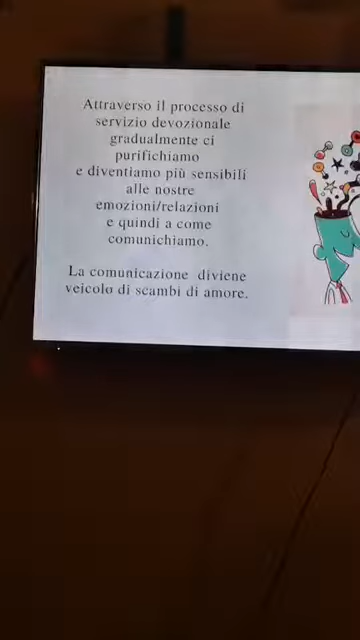 Attraverso il processo di
servizio devozionale
gradualmente ci
purifichiamo
e diventiamo più sensibili
alle nostre
emozioni/relazioni
e quindi a come
comunichiamo.
La comunicazione diviene
veicolo di scambi di amore.